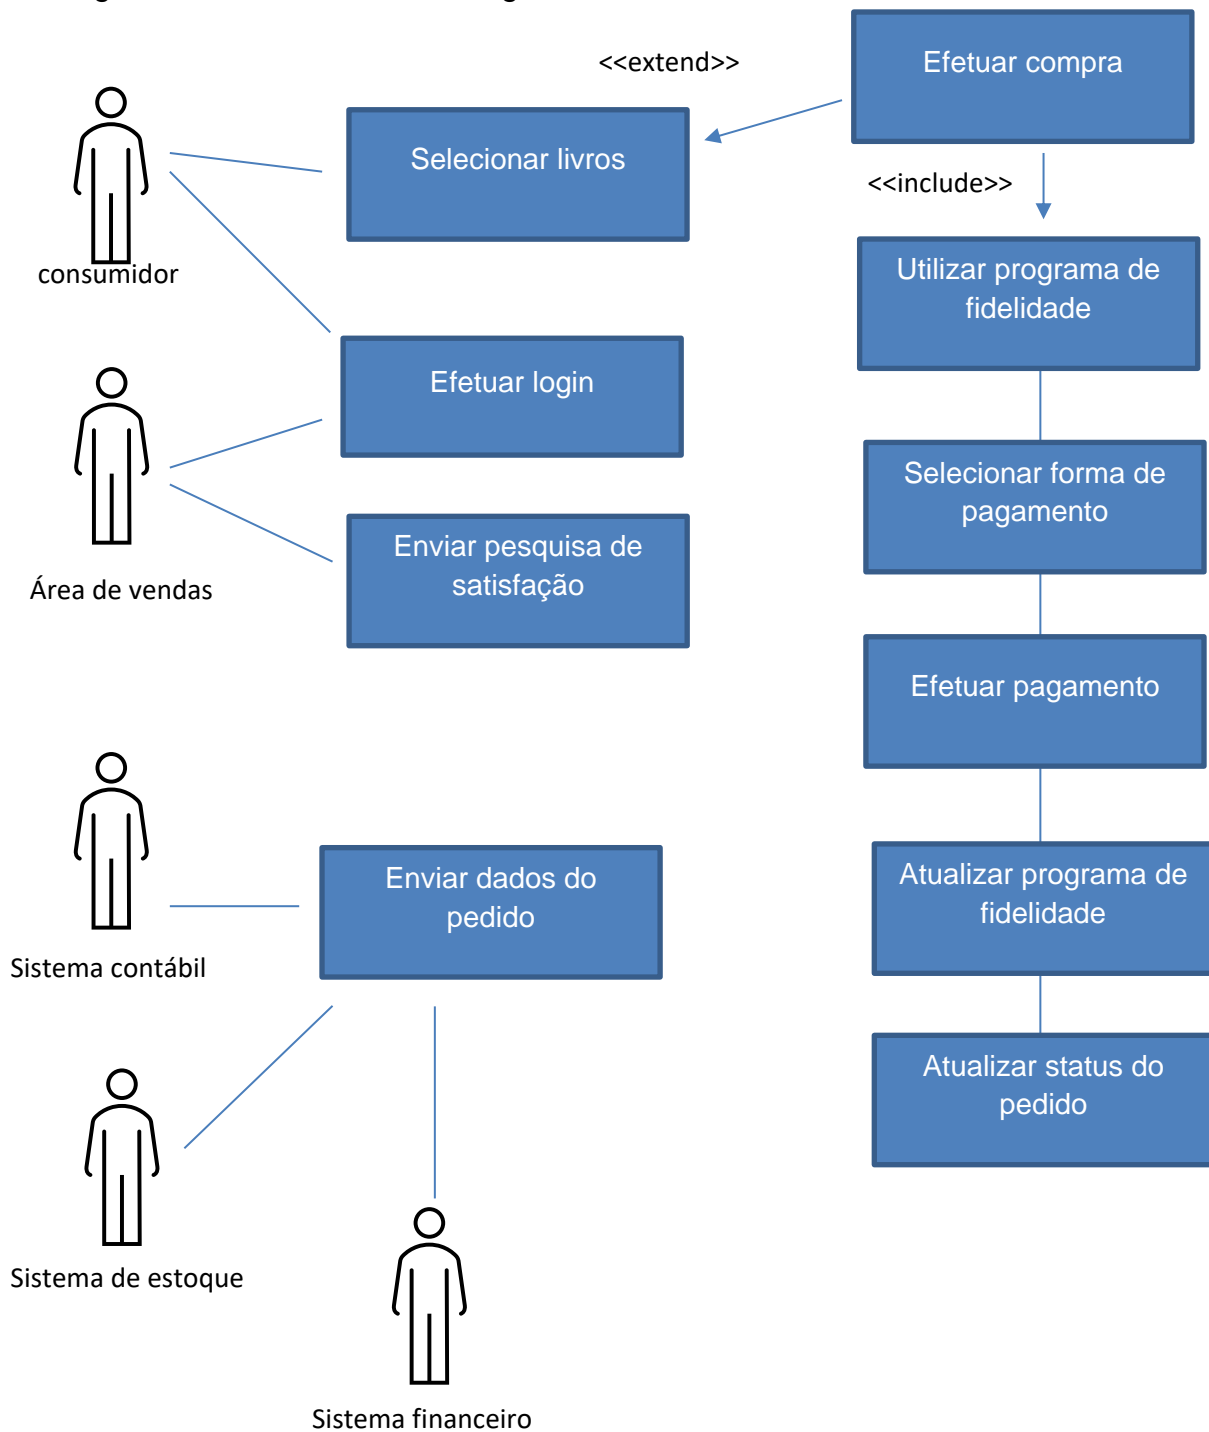 <<extend>>
Efetuar compra
Selecionar livros
<<include>>
consumidor
Utilizar programa de
fidelidade
Efetuar login
Selecionar forma de
pagamento
Enviar pesquisa de
satisfação
Área de vendas
Efetuar pagamento
Enviar dados do
pedido
Atualizar programa de
fidelidade
Sistema contábil
Atualizar status do
pedido
Sistema de estoque
Sistema financeiro